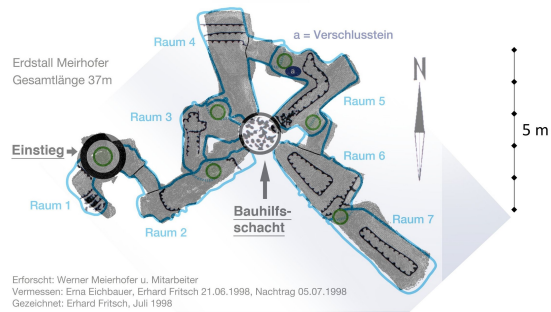 Raum 4
a = Verschlusstein
Erdstall Meirhofer
Gesamtlänge 37m
N
a
Raum 5
Raum 3
5 m
Einstieg
Raum 6
Raum 1
Raum 2
Bauhilfs-
schacht
Raum 7
Erforscht: Werner Meierhofer u. Mitarbeiter
Vermessen: Erna Eichbauer, Erhard Fritsch 21.06.1998, Nachtrag 05.07.1998
Gezeichnet: Erhard Fritsch, Juli 1998